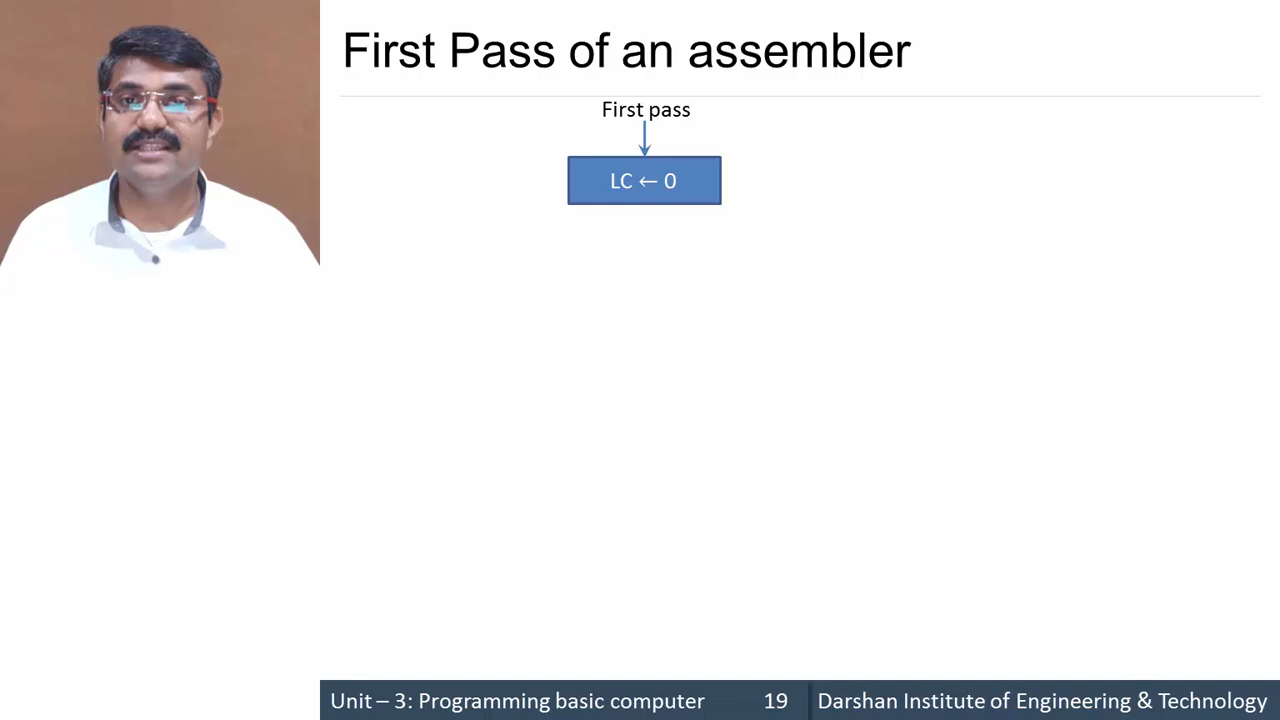 First Pass of an assembler
First pass
LC ← 0
Unit – 3: Programming basic computer 19 Darshan Institute of Engineering & Technology